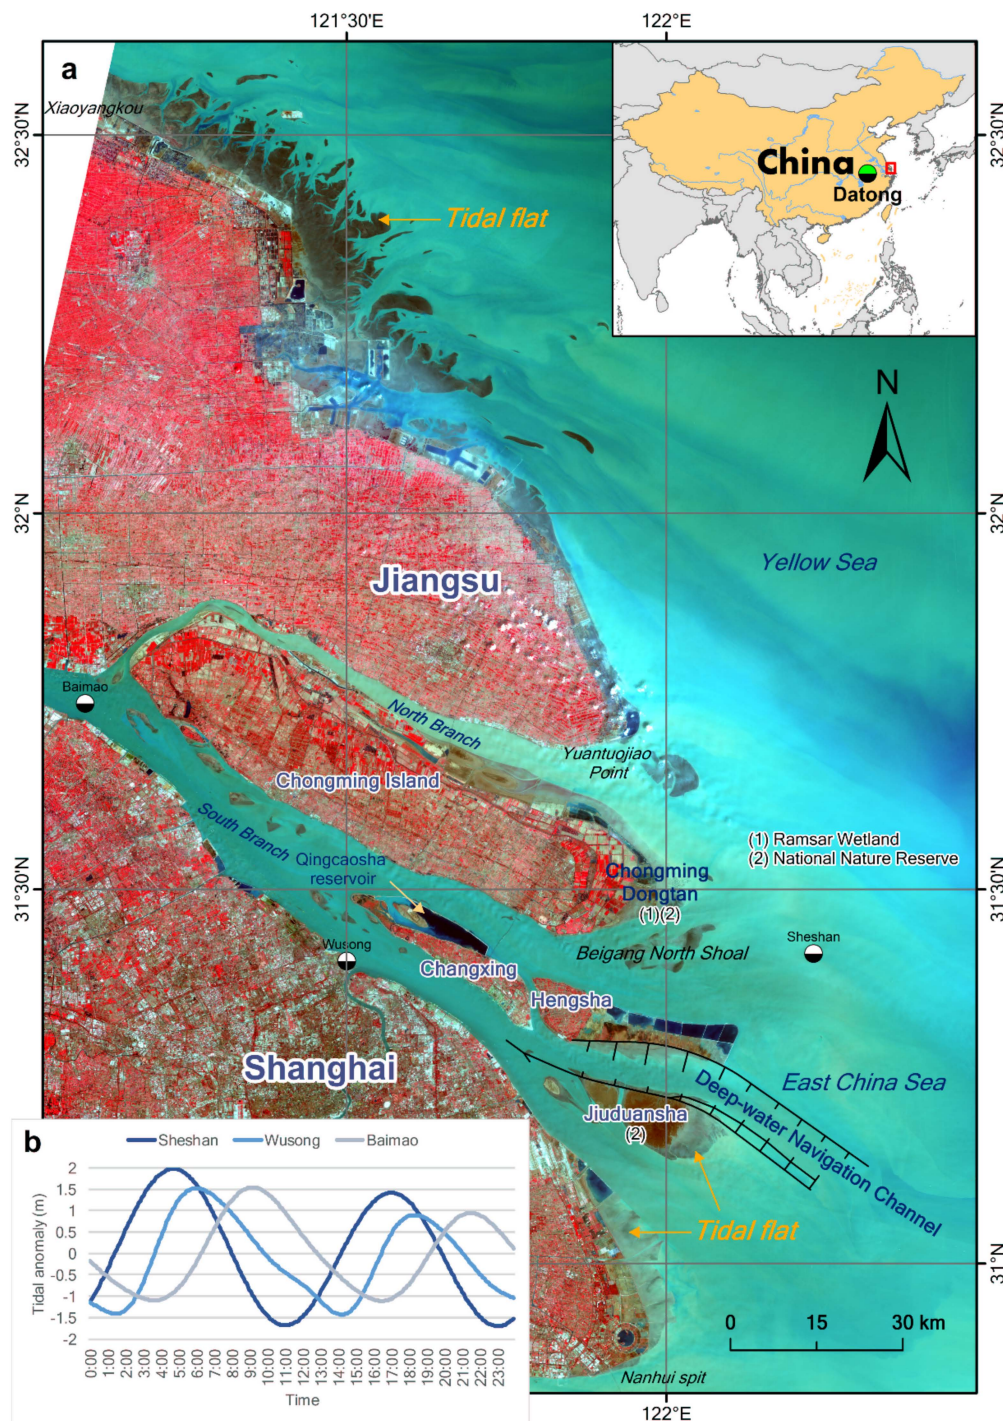 121°30'E
122°E
a
Xiaoyangkou
32°30'N
32°30'N
China
Datong
Tidal flat
N
32°N
32°N
Yellow Sea
Jiangsu
Baimao
North Branch
Yuantuojiao
Point
Chongming Island
South Branch
(1) Ramsar Wetland
(2) National Nature Reserve
Qingcaosha
reservoir
Chongming
Dongtan
(1)(2)
31°30'N
31°30'N
Wusong
Beigang North Shoal
Sheshan
Changxing
Hengsha
Shanghai
East China Sea
Deep-water Navigation Channel
Jiuduansha
(2)
Tidal flat
31°N
0 15 30 km
Nanhui spit
122°E
b
Sheshan Wusong Baimao
Tidal anomaly (m)
2
1.5
1
0.5
0
-0.5
-1
-1.5
-2
0:00 1:00 2:00 3:00 4:00 5:00 6:00 7:00 8:00 9:00 10:00 11:00 12:00 13:00 14:00 15:00 16:00 17:00 18:00 19:00 20:00 21:00 22:00 23:00
Time